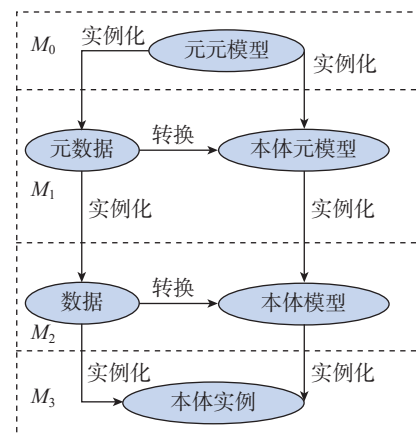 实例化
M₀
元元模型
实例化
元数据
转换
本体元模型
M₁
实例化
实例化
数据
转换
本体模型
M₂
实例化
实例化
M₃
本体实例